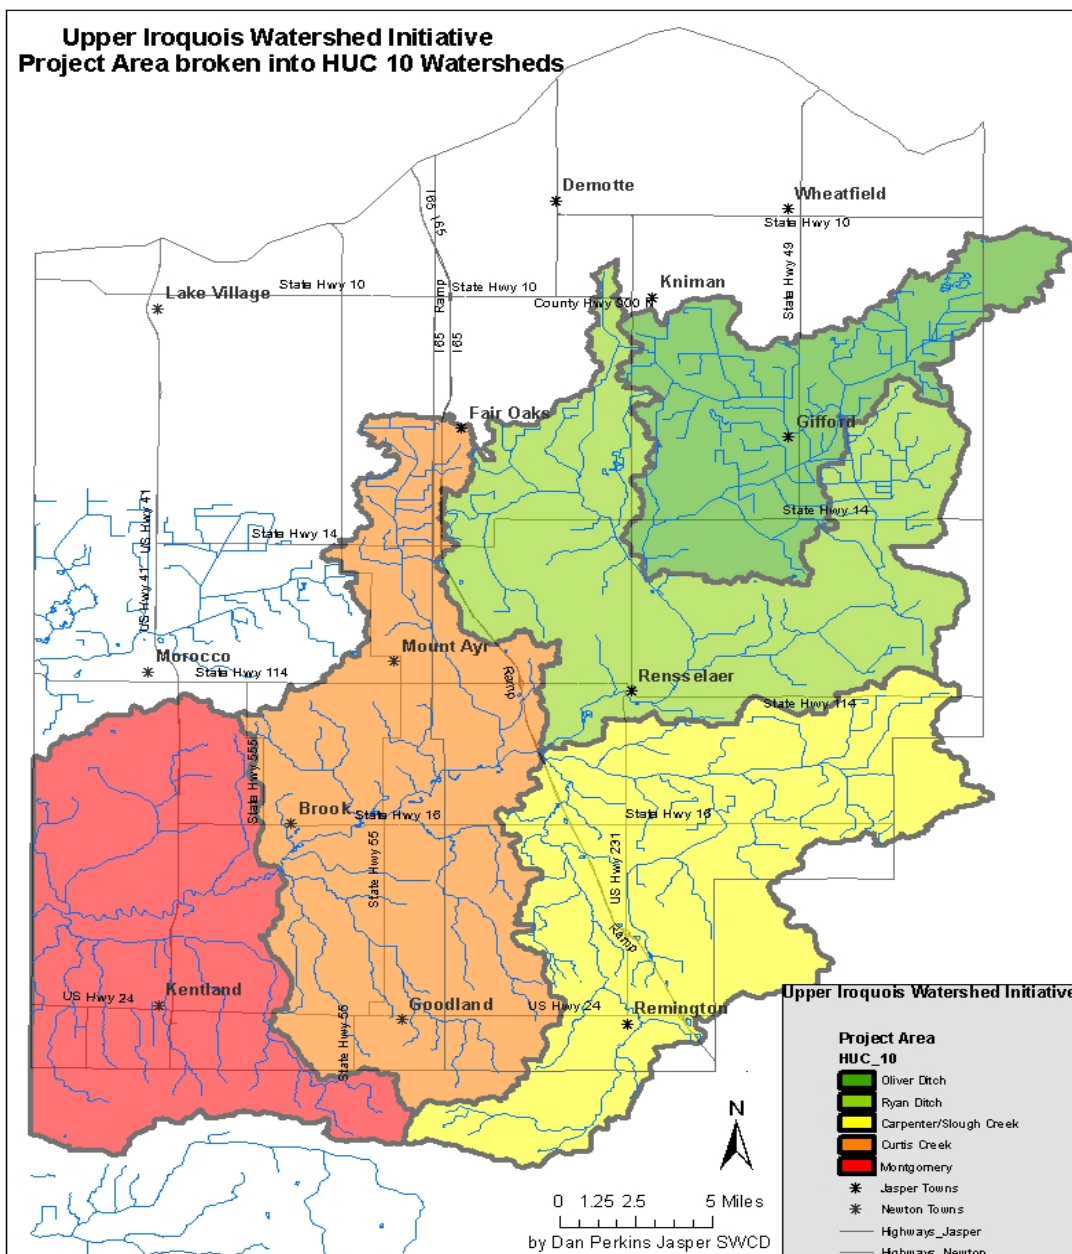 Upper Iroquois Watershed Initiative
Project Area broken into HUC 10 Watersheds
Demotte
Wheatfield
State Hwy 10
I65
I65
State Hwy 49
Lake Village
State Hwy 10
Ramp
State Hwy 10
Kniman
County Hwy 900 N
I65
I65
Fair Oaks
Gifford
US Hwy 41
US Hwy 41
State Hwy 14
State Hwy 14
Morocco
State Hwy 114
Mount Ayr
Ramp
Rensselaer
State Hwy 114
State Hwy 555
Brook
State Hwy 16
State Hwy 16
State Hwy 55
US Hwy 231
Ramp
US Hwy 24
Kentland
Goodland
US Hwy 24
Remington
State Hwy 55
Upper Iroquois Watershed Initiative
Project Area
HUC_10
Oliver Ditch
Ryan Ditch
Carpenter/Slough Creek
Curtis Creek
Montgomery
Jasper Towns
Newton Towns
Highways_Jasper
Highways_Newton
N
0 1.25 2.5 5 Miles
by Dan Perkins Jasper SWCD